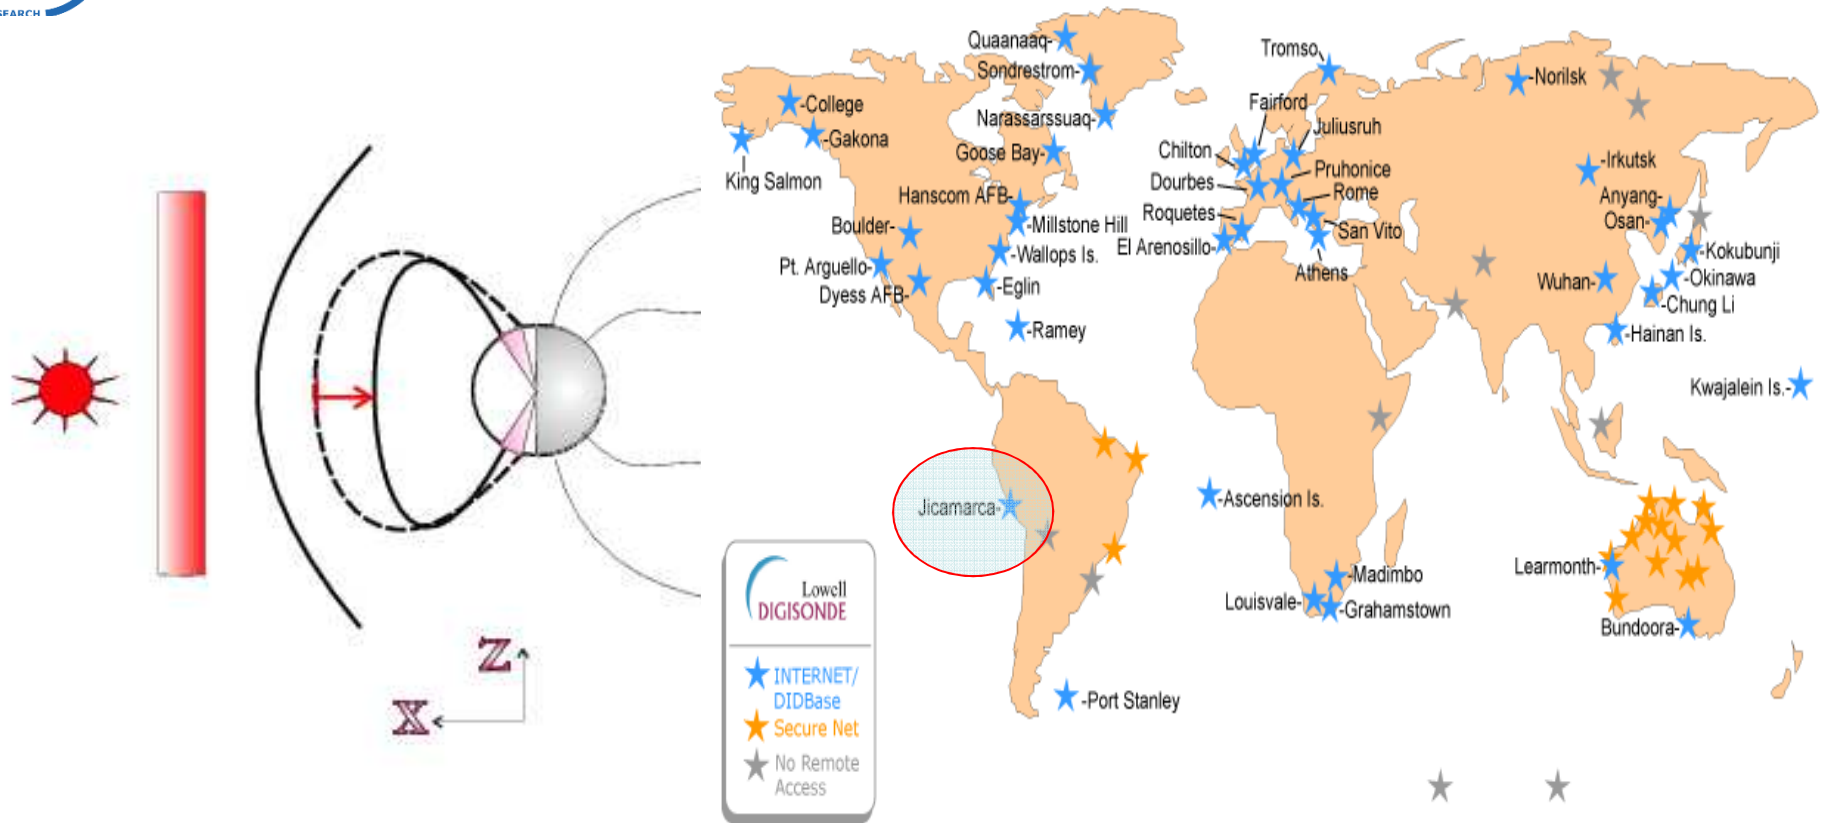 SEARCH
Z
X
Quaanaaq-
Sondrestrom-
Narassarssuaq-
Goose Bay-
-College
-Gakona
King Salmon
Hanscom AFB-
-Millstone Hill
Boulder-
-Wallops Is.
Pt. Arguello-
Dyess AFB-
-Eglin
-Ramey
Tromso
Fairford
Juliusruh
Chilton
Pruhonice
Dourbes
Rome
Roquetes
San Vito
El Arenosillo-
Athens
-Norilsk
-Irkutsk
Anyang-
Osan-
-Kokubunji
Wuhan-
-Okinawa
-Chung Li
-Hainan Is.
Kwajalein Is.-
Jicamarca-
-Ascension Is.
-Madimbo
Louisvale-
-Grahamstown
Learmonth-
Bundoora-
-Port Stanley
Lowell
DIGISONDE
INTERNET/
DIDBase
Secure Net
No Remote
Access